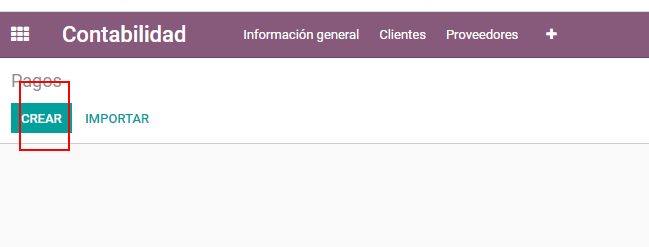 Contabilidad Información general Clientes Proveedores +
Pagos
CREAR IMPORTAR